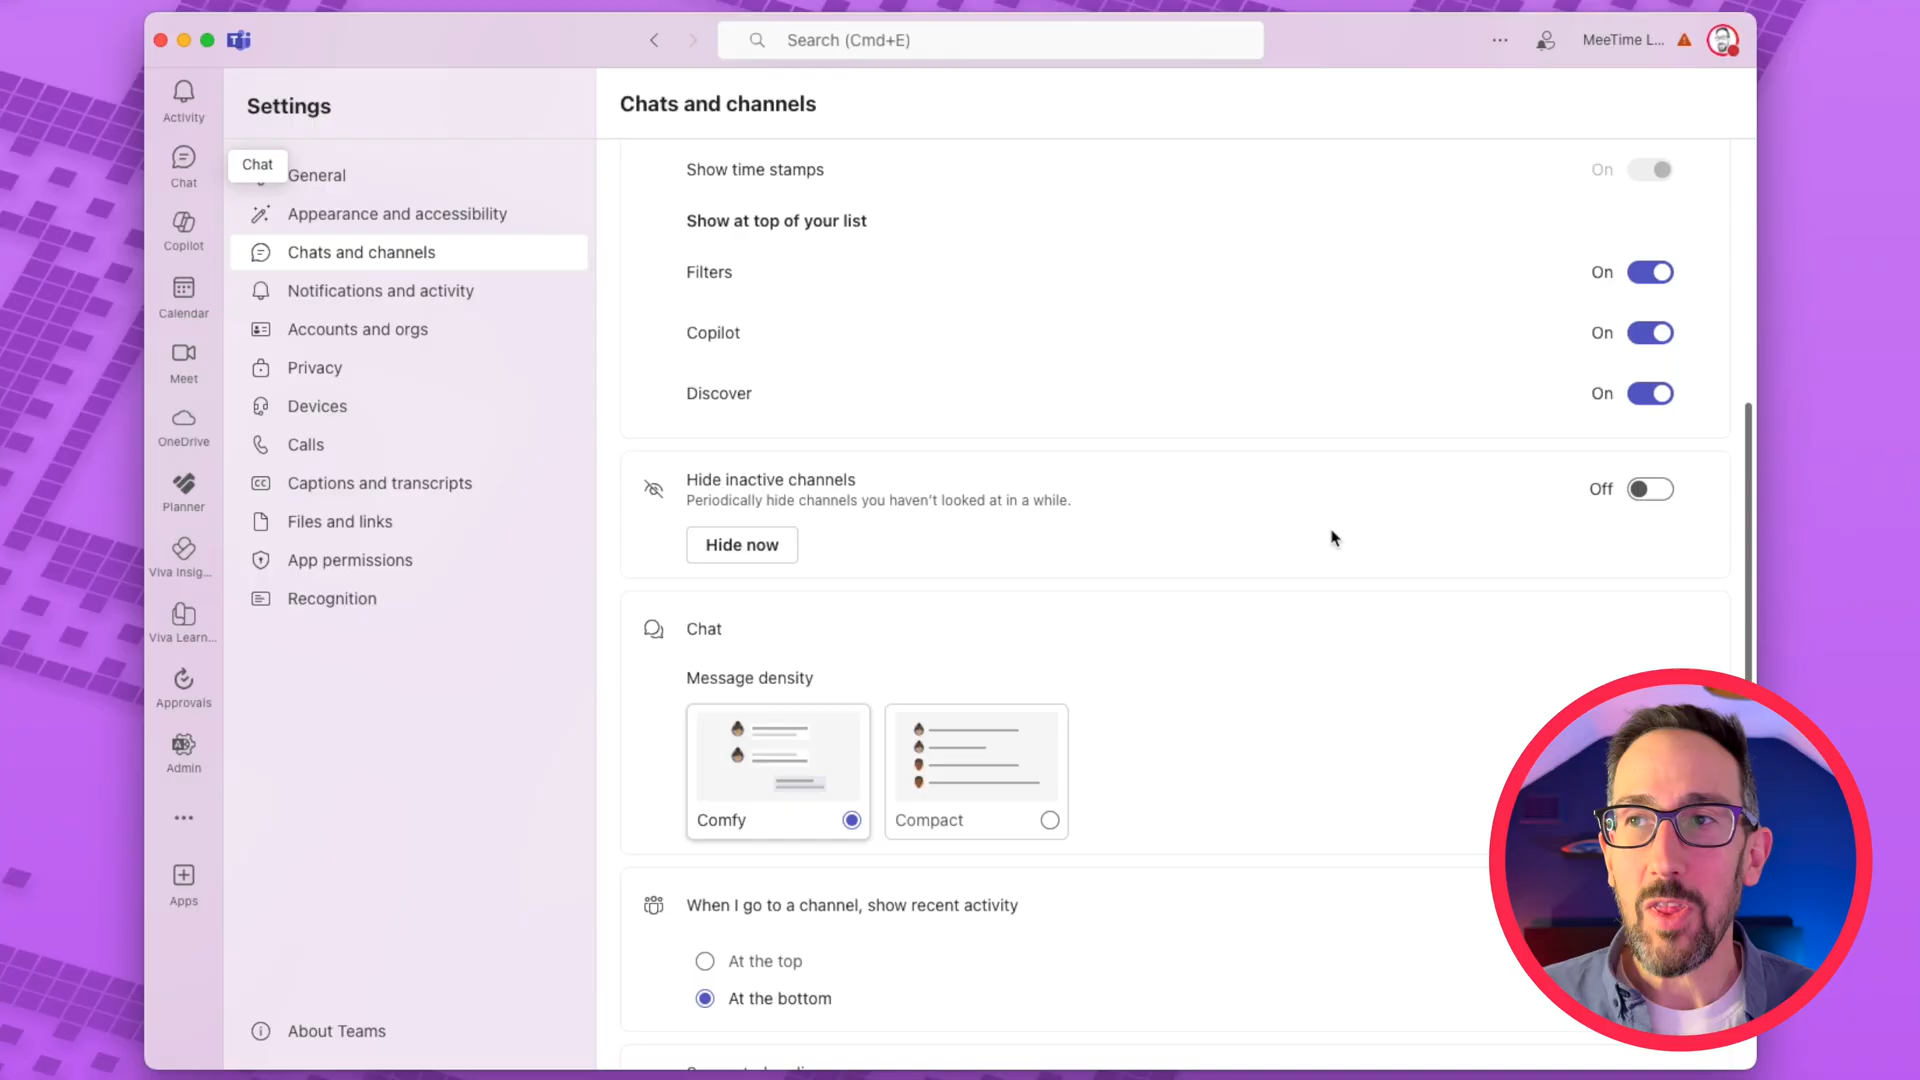 Search (Cmd+E)
MeeTime L...
Activity
Chat
Copilot
Calendar
Meet
OneDrive
Planner
Viva Insig...
Viva Learn...
Approvals
Admin
Apps
Settings
Chat
General
Appearance and accessibility
Chats and channels
Notifications and activity
Accounts and orgs
Privacy
Devices
Calls
Captions and transcripts
Files and links
App permissions
Recognition
About Teams
Chats and channels
Show time stamps On
Show at top of your list
Filters On
Copilot On
Discover On
Hide inactive channels Off
Periodically hide channels you haven't looked at in a while.
Hide now
Chat
Message density
Comfy Compact
When I go to a channel, show recent activity
At the top
At the bottom